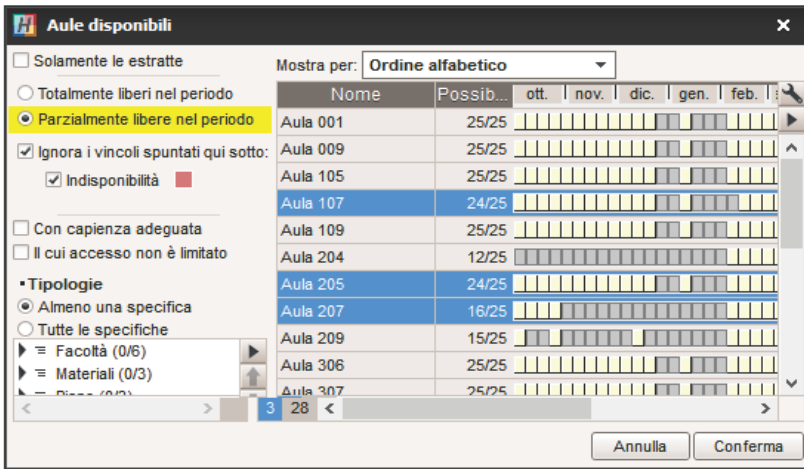 Aule disponibili
Solamente le estratte
Totalmente liberi nel periodo
Parzialmente libere nel periodo
Ignora i vincoli spuntati qui sotto:
Indisponibilità
Con capienza adeguata
Il cui accesso non è limitato
Tipologie
Almeno una specifica
Tutte le specifiche
Facoltà (0/6)
Materiali (0/3)
Mostra per: Ordine alfabetico
Nome Possib... ott. nov. dic. gen. feb.
Aula 001 25/25
Aula 009 25/25
Aula 105 25/25
Aula 107 24/25
Aula 109 25/25
Aula 204 12/25
Aula 205 24/25
Aula 207 16/25
Aula 209 15/25
Aula 306 25/25
Aula 307 25/25
3 28
Annulla Conferma